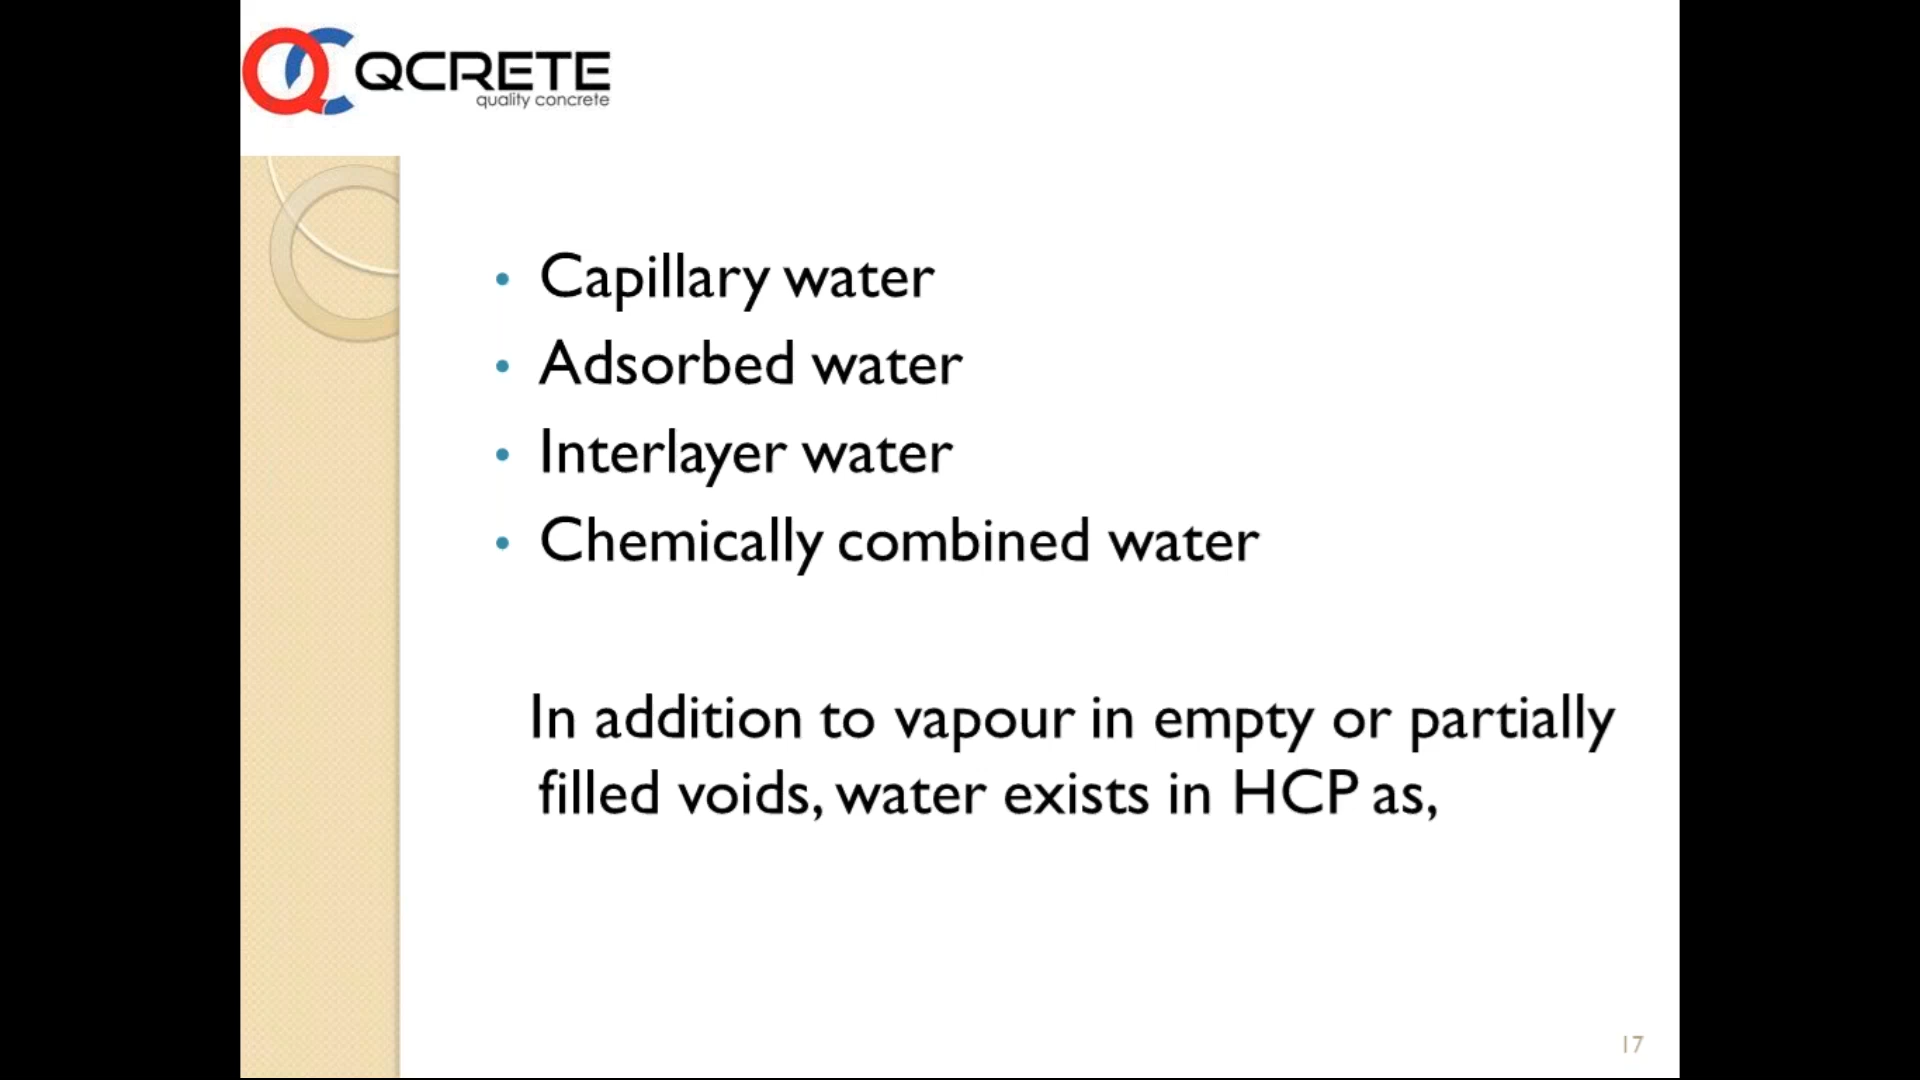 QCRETE
quality concrete
• Capillary water
• Adsorbed water
• Interlayer water
• Chemically combined water
In addition to vapour in empty or partially
filled voids, water exists in HCP as,
17